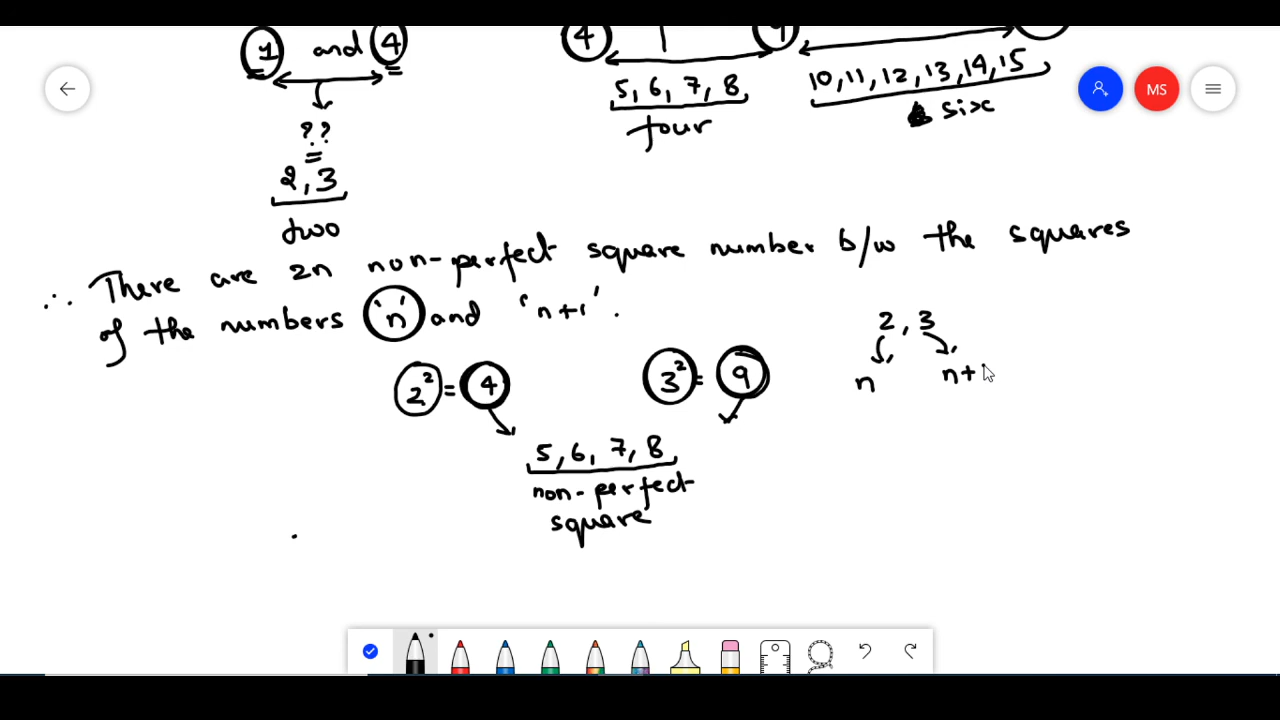 1 and 4
4 9
5, 6, 7, 8
10, 11, 12, 13, 14, 15
four
six
??
=
2, 3
two
∴ There are 2n non-perfect square number b/w the squares
of the numbers 'n' and 'n+1'.
2, 3
n n+
2² = 4 3² = 9
5, 6, 7, 8
non-perfect
square
MS